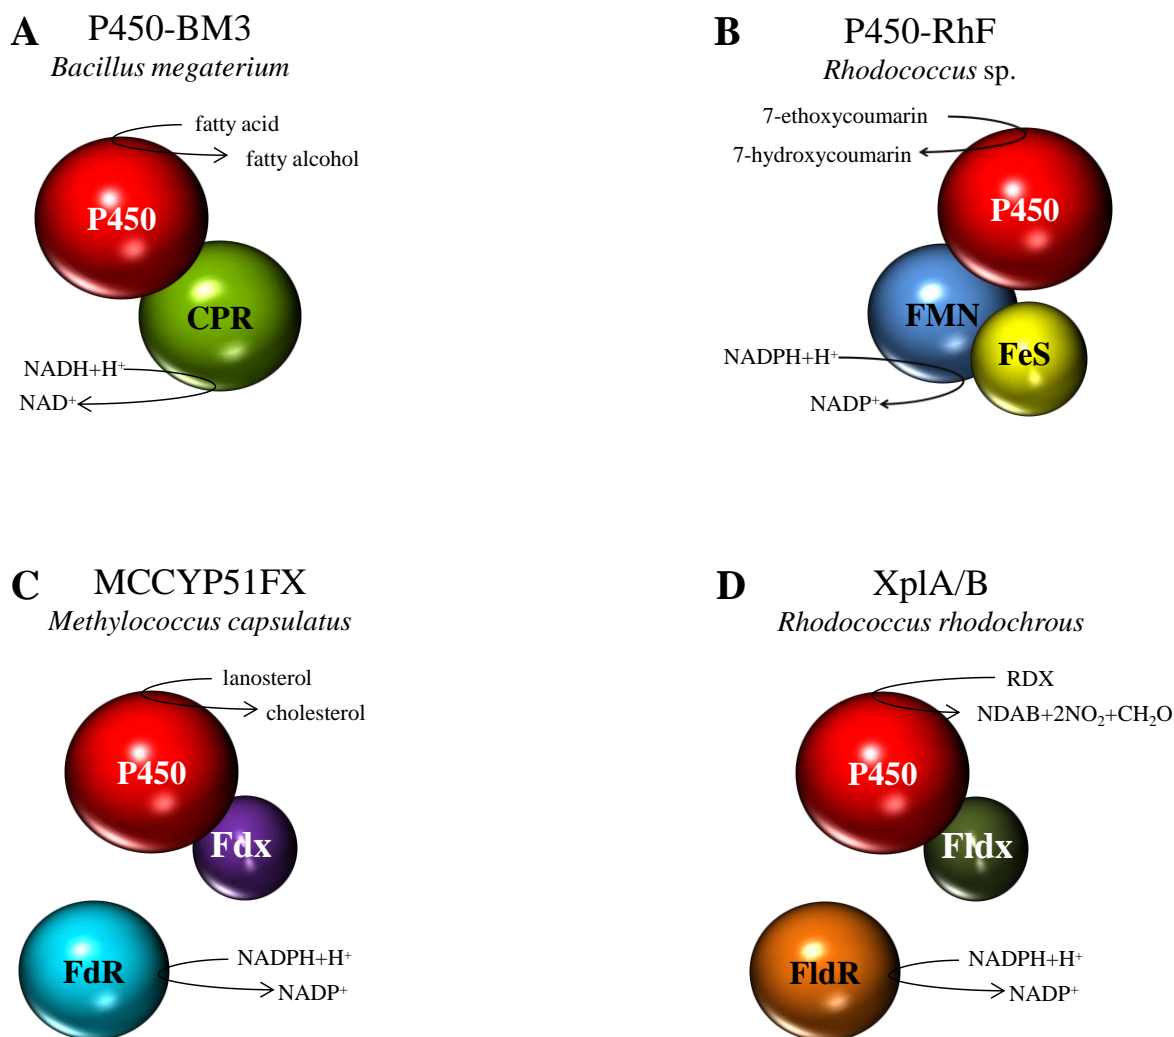 A
P450-BM3
Bacillus megaterium
fatty acid
fatty alcohol
P450
CPR
NADH+H⁺
NAD⁺
B
P450-RhF
Rhodococcus sp.
7-ethoxycoumarin
7-hydroxycoumarin
P450
FMN
FeS
NADPH+H⁺
NADP⁺
C
MCCYP51FX
Methylococcus capsulatus
lanosterol
cholesterol
P450
Fdx
FdR
NADPH+H⁺
NADP⁺
D
XplA/B
Rhodococcus rhodochrous
RDX
NDAB+2NO₂+CH₂O
P450
Fldx
FldR
NADPH+H⁺
NADP⁺